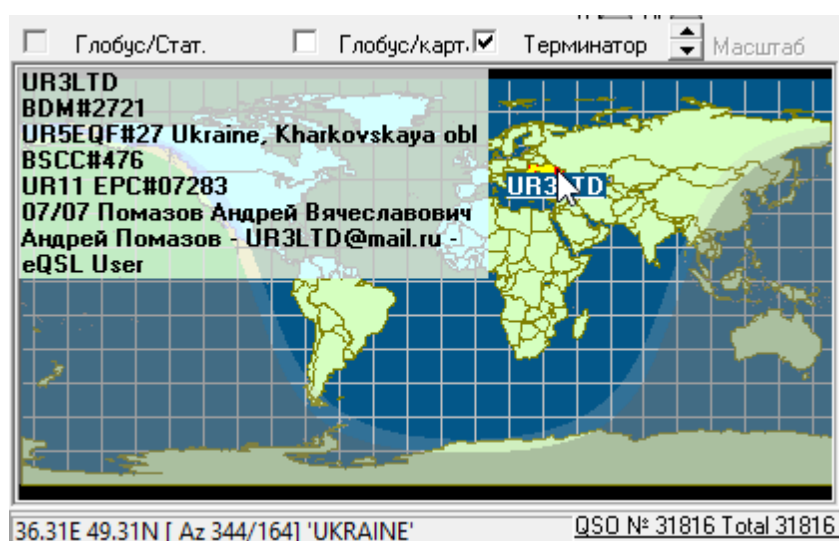 Глобус/Стат. Глобус/карт. Терминатор Масштаб
UR3LTD
BDM#2721
UR5EQF#27 Ukraine, Kharkovskaya obl
BSCC#476
UR11 EPC#07283
07/07 Помазов Андрей Вячеславович
Андрей Помазов - UR3LTD@mail.ru -
eQSL User
UR3LTD
36.31E 49.31N [ Az 344/164] 'UKRAINE' QSO № 31816 Total 31816